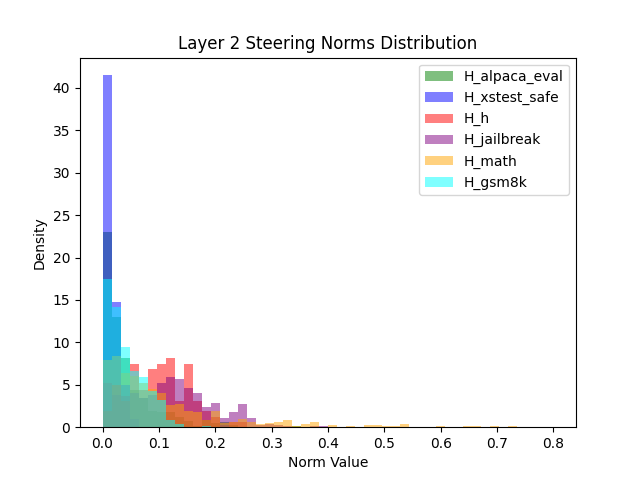 Layer 2 Steering Norms Distribution
H_alpaca_eval
H_xstest_safe
H_h
H_jailbreak
H_math
H_gsm8k
40
35
30
25
20
15
10
5
0
Density
0.0 0.1 0.2 0.3 0.4 0.5 0.6 0.7 0.8
Norm Value